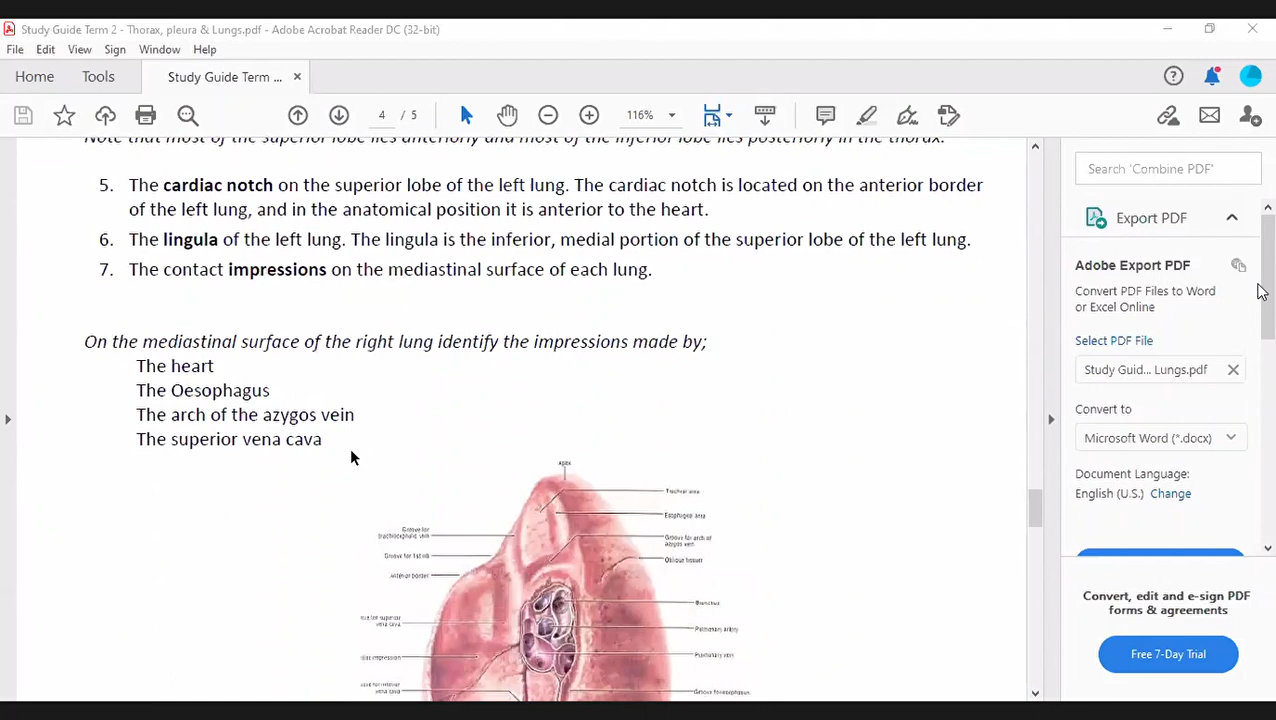 Study Guide Term 2 - Thorax, pleura & Lungs.pdf - Adobe Acrobat Reader DC (32-bit)
File Edit View Sign Window Help
Home Tools Study Guide Term ... ×
4 / 5 116%
Note that most of the superior lobe lies anteriorly and most of the inferior lobe lies posteriorly in the thorax.
5. The cardiac notch on the superior lobe of the left lung. The cardiac notch is located on the anterior border
of the left lung, and in the anatomical position it is anterior to the heart.
6. The lingula of the left lung. The lingula is the inferior, medial portion of the superior lobe of the left lung.
7. The contact impressions on the mediastinal surface of each lung.
On the mediastinal surface of the right lung identify the impressions made by;
The heart
The Oesophagus
The arch of the azygos vein
The superior vena cava
Apex
Tracheal area
Esophageal area
Groove for
brachiocephalic vein
Groove for arch of
azygos vein
Groove for 1st rib
Oblique fissure
Anterior border
Bronchus
superior
vena cava
Pulmonary artery
Pulmonary vein
impression
inferior
vena cava
Groove for esophagus
Search 'Combine PDF'
Export PDF
Adobe Export PDF
Convert PDF Files to Word
or Excel Online
Select PDF File
Study Guid... Lungs.pdf
Convert to
Microsoft Word (*.docx)
Document Language:
English (U.S.) Change
Convert, edit and e-sign PDF
forms & agreements
Free 7-Day Trial